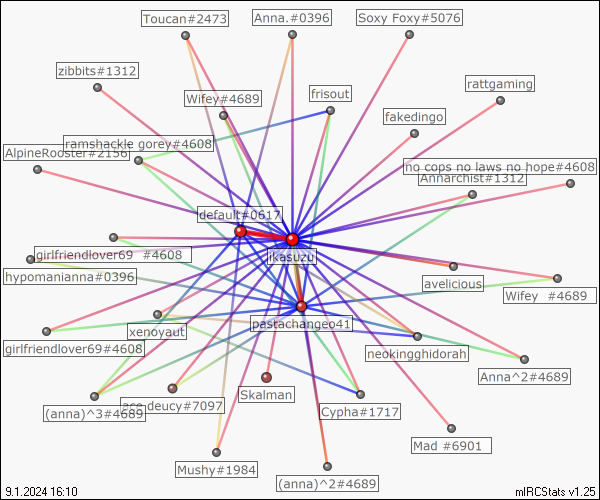 Toucan#2473
Anna.#0396
Soxy Foxy#5076
zibbits#1312
rattgaming
Wifey#4689
frisout
fakedingo
ramshackle gorey#4608
AlpineRooster#2156
no cops no laws no hope#4608
Annarchist#1312
default#0617
ikasuzu
girlfriendlover69 #4608
hypomanianna#0396
avelicious
Wifey #4689
pastachangeo41
xenoyaut
girlfriendlover69#4608
neokingghidorah
Anna^2#4689
Skalman
(anna)^3#4689
deucy#7097
Cypha#1717
Mad #6901
Mushy#1984
(anna)^2#4689
9.1.2024 16:10
mIRCStats v1.25